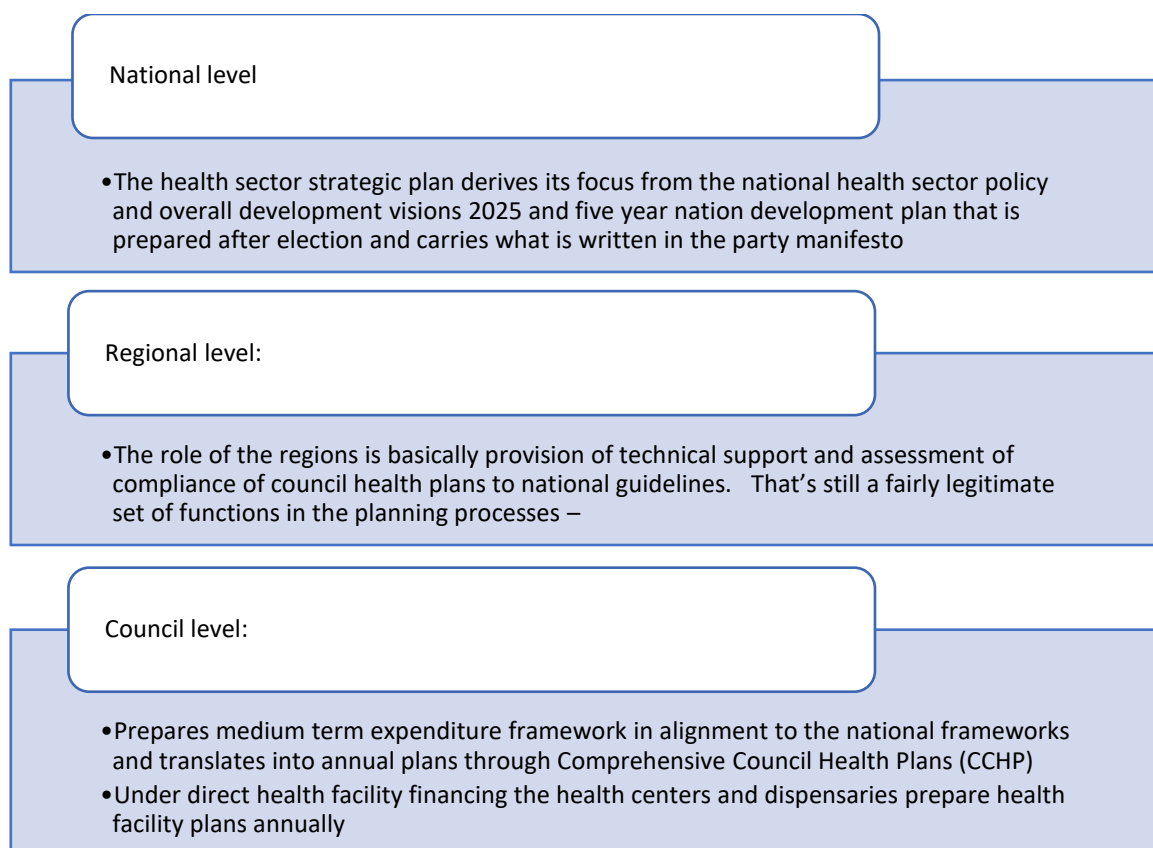 National level
•The health sector strategic plan derives its focus from the national health sector policy
and overall development visions 2025 and five year nation development plan that is
prepared after election and carries what is written in the party manifesto
Regional level:
•The role of the regions is basically provision of technical support and assessment of
compliance of council health plans to national guidelines.   That’s still a fairly legitimate
set of functions in the planning processes –
Council level:
•Prepares medium term expenditure framework in alignment to the national frameworks
and translates into annual plans through Comprehensive Council Health Plans (CCHP)
•Under direct health facility financing the health centers and dispensaries prepare health
facility plans annually